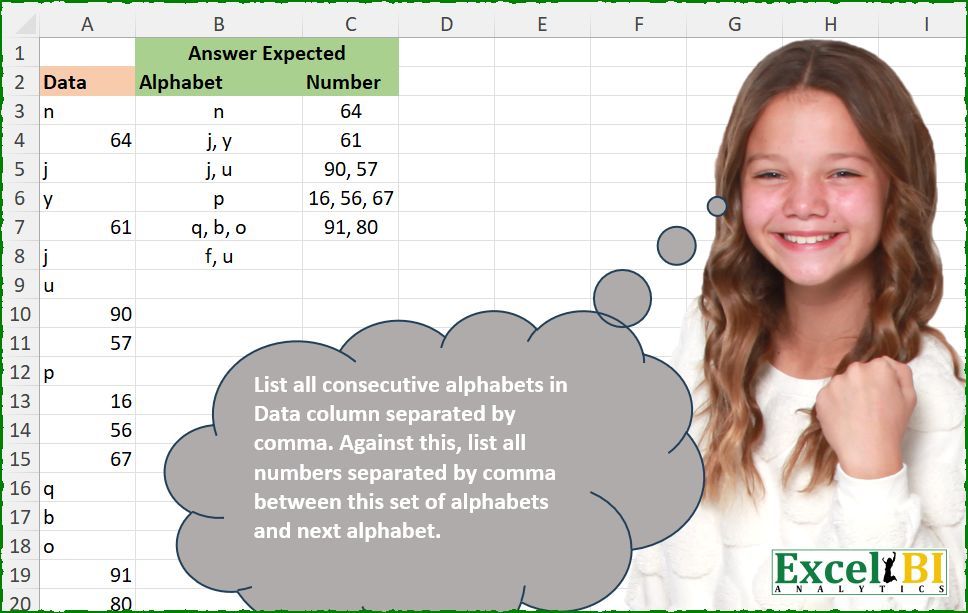 A B C D E F G H I
1 Answer Expected
2 Data Alphabet Number
3 n n 64
4 64 j, y 61
5 j j, u 90, 57
6 y p 16, 56, 67
7 61 q, b, o 91, 80
8 j f, u
9 u
10 90
11 57
12 p
13 16
14 56
15 67
16 q
17 b
18 o
19 91
20 80
List all consecutive alphabets in
Data column separated by
comma. Against this, list all
numbers separated by comma
between this set of alphabets
and next alphabet.
Excel BI
ANALYTICS